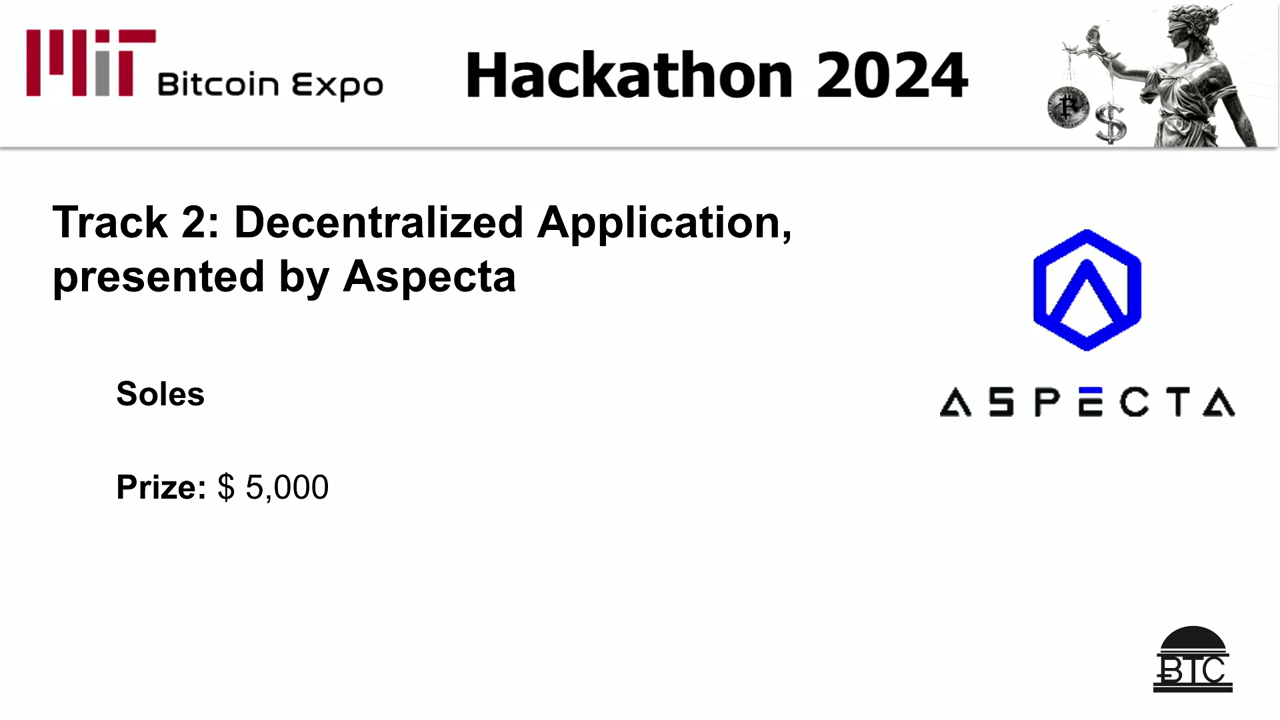 MIT Bitcoin Expo
Hackathon 2024
Track 2: Decentralized Application,
presented by Aspecta
Soles
Prize: $ 5,000
ASPECTA
BTC